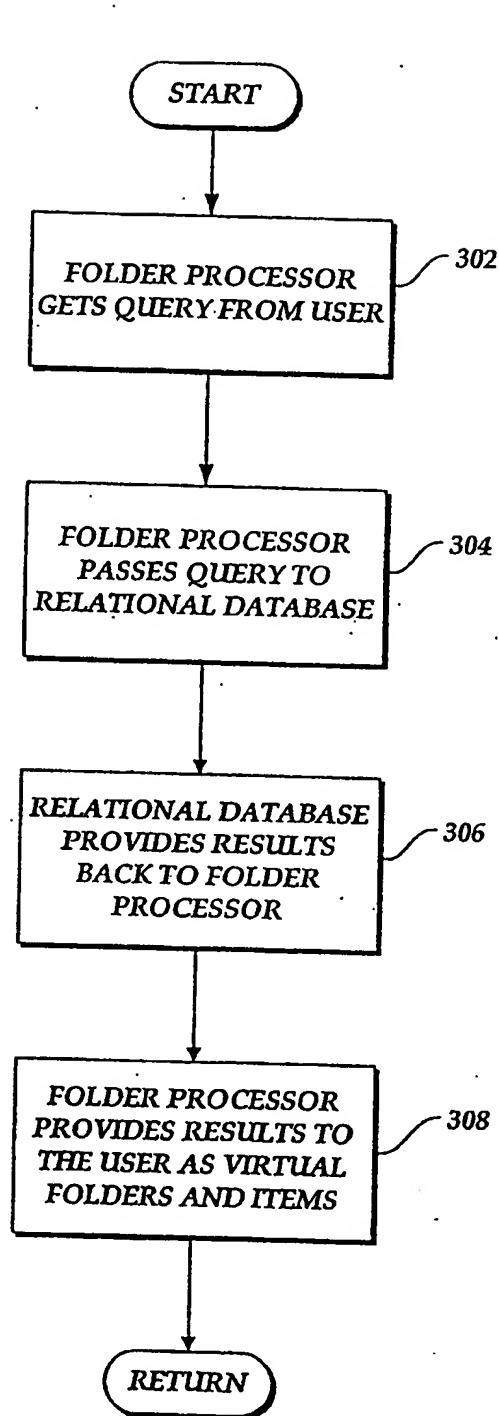 START
FOLDER PROCESSOR
GETS QUERY FROM USER
302
FOLDER PROCESSOR
PASSES QUERY TO
RELATIONAL DATABASE
304
RELATIONAL DATABASE
PROVIDES RESULTS
BACK TO FOLDER
PROCESSOR
306
FOLDER PROCESSOR
PROVIDES RESULTS TO
THE USER AS VIRTUAL
FOLDERS AND ITEMS
308
RETURN